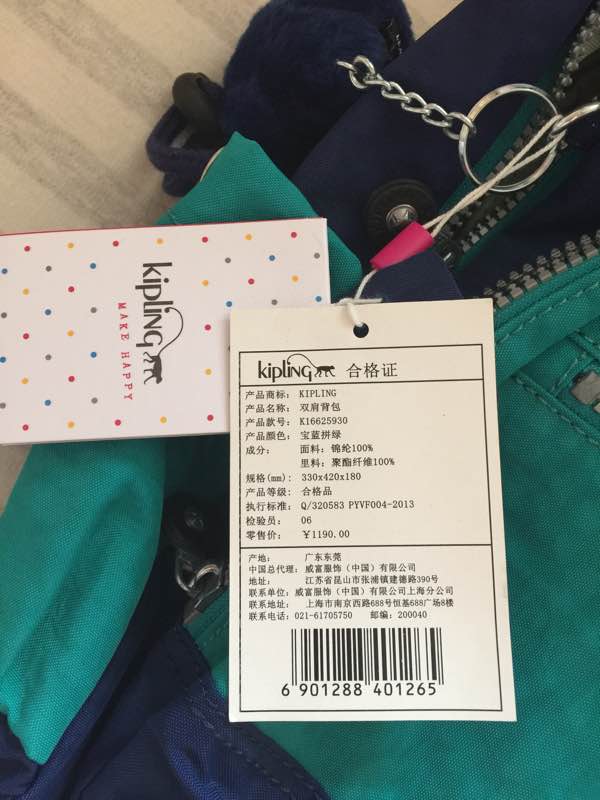 kipling
MAKE HAPPY
kipling 合格证
产品商标: KIPLING
产品名称: 双肩背包
产品款号: K16625930
产品颜色: 宝蓝拼绿
成分: 面料: 锦纶100%
里料: 聚酯纤维100%
规格(mm): 330x420x180
产品等级: 合格品
执行标准: Q/320583 PYVF004-2013
检验员: 06
零售价: ¥1190.00
产地: 广东东莞
中国总代理: 威富服饰（中国）有限公司
地址: 江苏省昆山市张浦镇建德路390号
联系单位: 威富服饰（中国）有限公司上海分公司
联系地址: 上海市南京西路688号恒基688广场8楼
联系电话: 021-61705750 邮编: 200040
6 901288 401265